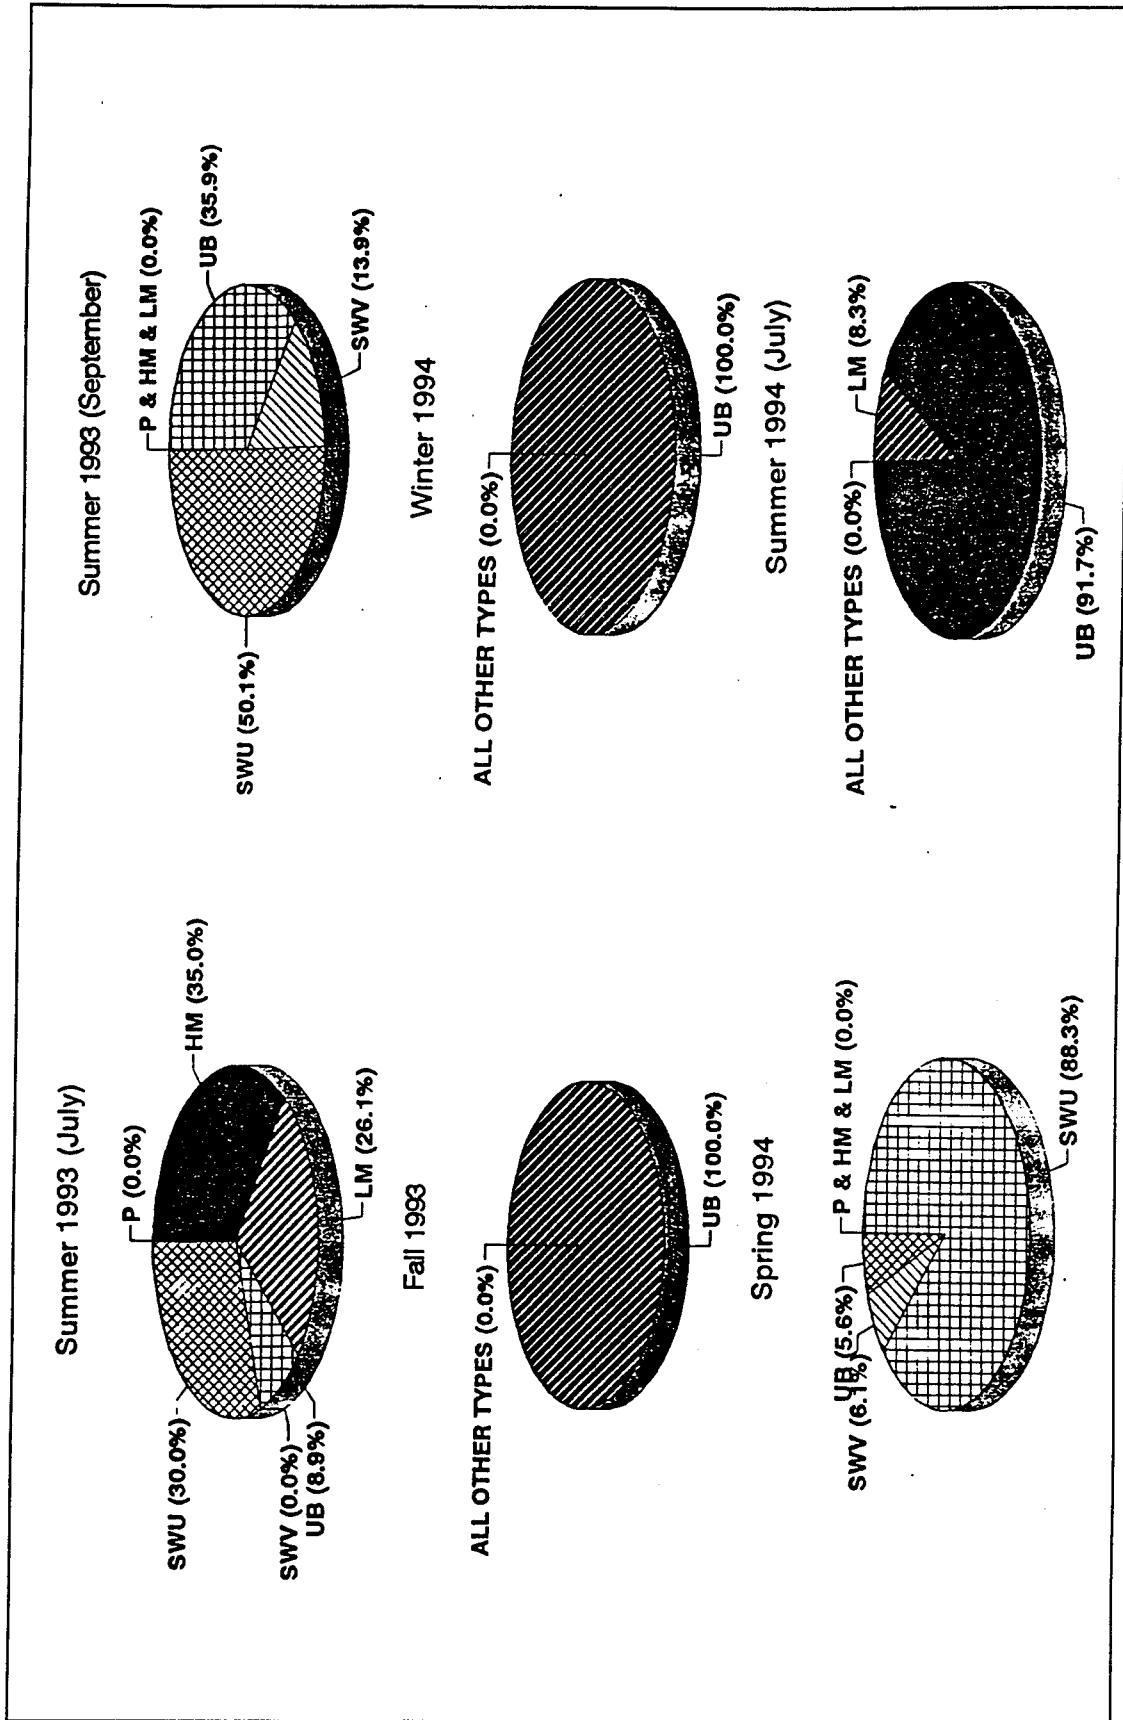 Summer 1993 (July)
P (0.0%)
HM (35.0%)
SWU (30.0%)
SWV (0.0%)
UB (8.9%)
LM (26.1%)
Summer 1993 (September)
P & HM & LM (0.0%)
UB (35.9%)
SWU (50.1%)
SWV (13.9%)
Fall 1993
ALL OTHER TYPES (0.0%)
UB (100.0%)
Winter 1994
ALL OTHER TYPES (0.0%)
UB (100.0%)
Spring 1994
P & HM & LM (0.0%)
UB (5.6%)
SWV (6.1%)
SWU (88.3%)
Summer 1994 (July)
ALL OTHER TYPES (0.0%)
LM (8.3%)
UB (91.7%)